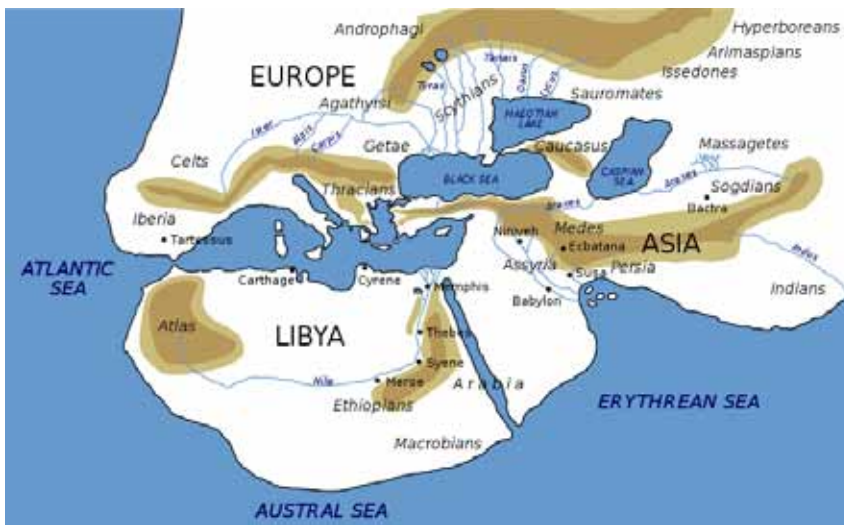 Androphagi
Hyperboreans
Arimaspians
Issedones
Tanais
EUROPE
Tyras
Scythians
Oarus
Lycus
Sauromates
Agathyrsi
Ister
Alpis
Carpis
MAEOTIAN
LAKE
Getae
Caucasus
Massagetes
Celts
BLACK SEA
CASPIAN
SEA
Araxes
Araxes
Sogdians
Bactra
Thracians
Iberia
Tartessus
Medes
Nineveh
Ecbatana
ASIA
Indus
ATLANTIC
SEA
Assyria
Susa
Persia
Carthage
Cyrene
Memphis
Babylon
Indians
Atlas
LIBYA
Thebes
Syene
Nile
Meroe
Arabia
Ethiopians
ERYTHREAN SEA
Macrobians
AUSTRAL SEA